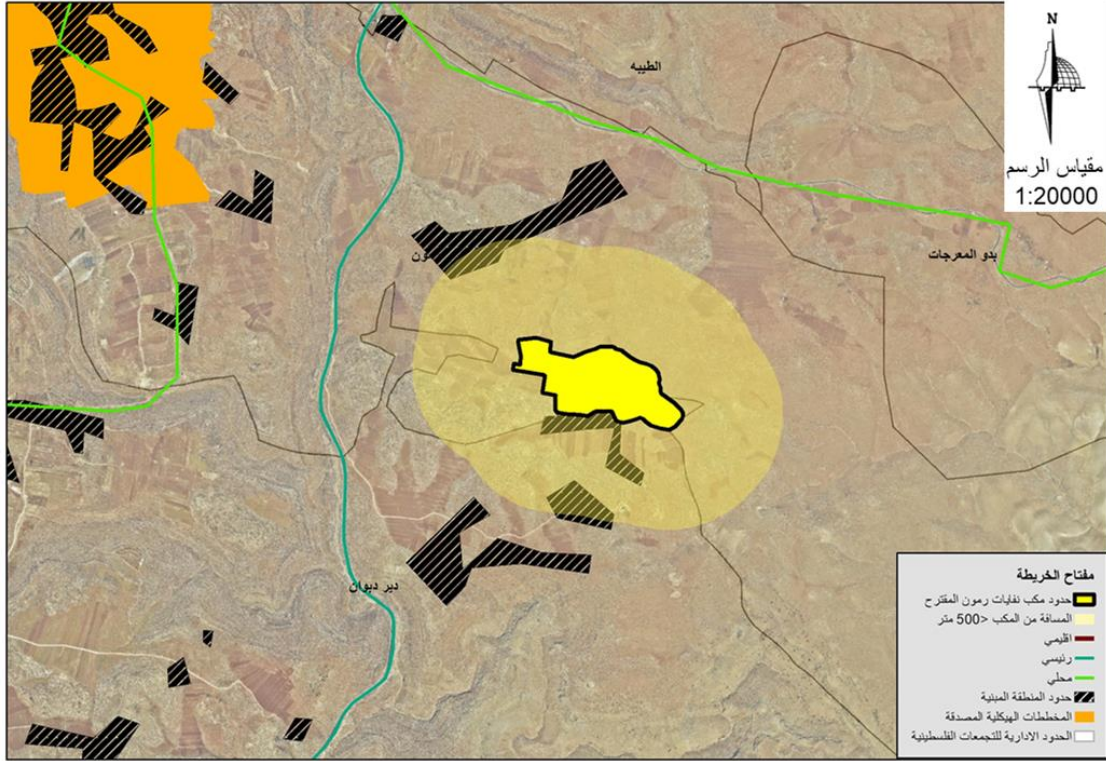 N
مقياس الرسم
1:20000
الطيبه
بدو المعرجات
دير دبوان
مفتاح الخريطة
حدود مكب نفايات رمون المقترح
المسافة من المكب <500 متر
اقليمي
رئيسي
محلي
حدود المنطقة المبنية
المخططات الهيكلية المصدقة
الحدود الادارية للتجمعات الفلسطينية